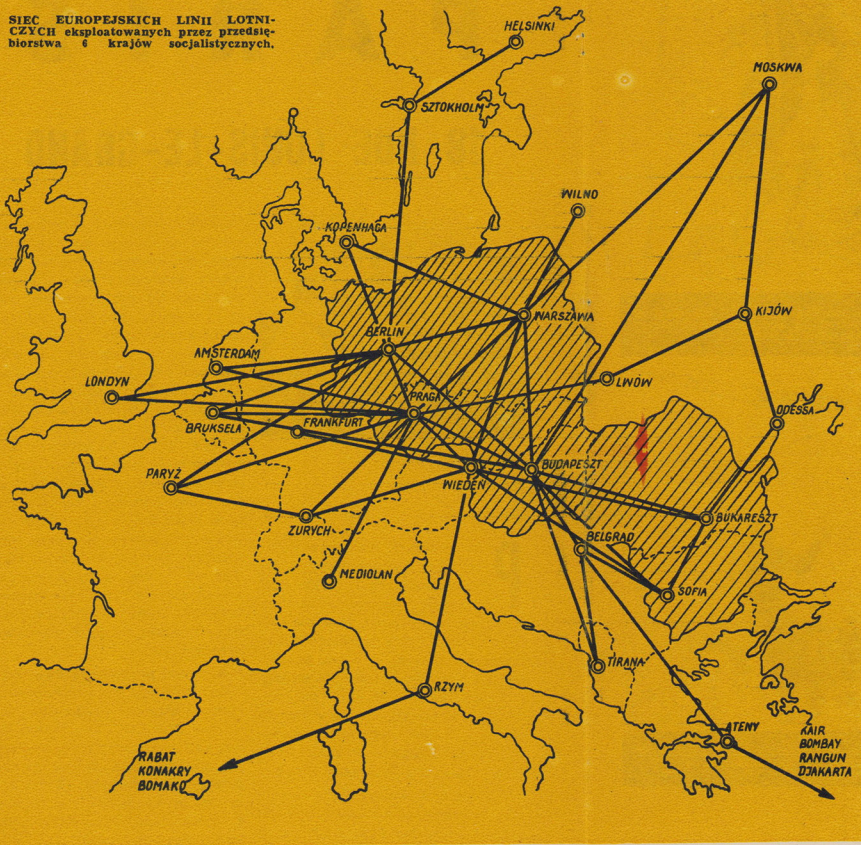 SIEĆ EUROPEJSKICH LINII LOTNI-
CZYCH eksploatowanych przez przedsię-
biorstwa 6 krajów socjalistycznych.
HELSINKI
MOSKWA
SZTOKHOLM
WILNO
KOPENHAGA
KIJÓW
WARSZAWIA
BERLIN
AMSTERDAM
LWÓW
LONDYN
PRAGA
ODESSA
BRUKSELA
FRANKFURT
BUDAPESZT
PARYŻ
WIEDEŃ
BUKARESZT
ZURYCH
BELGRAD
MEDIOLAN
SOFIA
TIRANA
RZYM
ATENY
KAIR
BOMBAY
RANGUN
DJAKARTA
RABAT
KONAKRY
BOMAKO